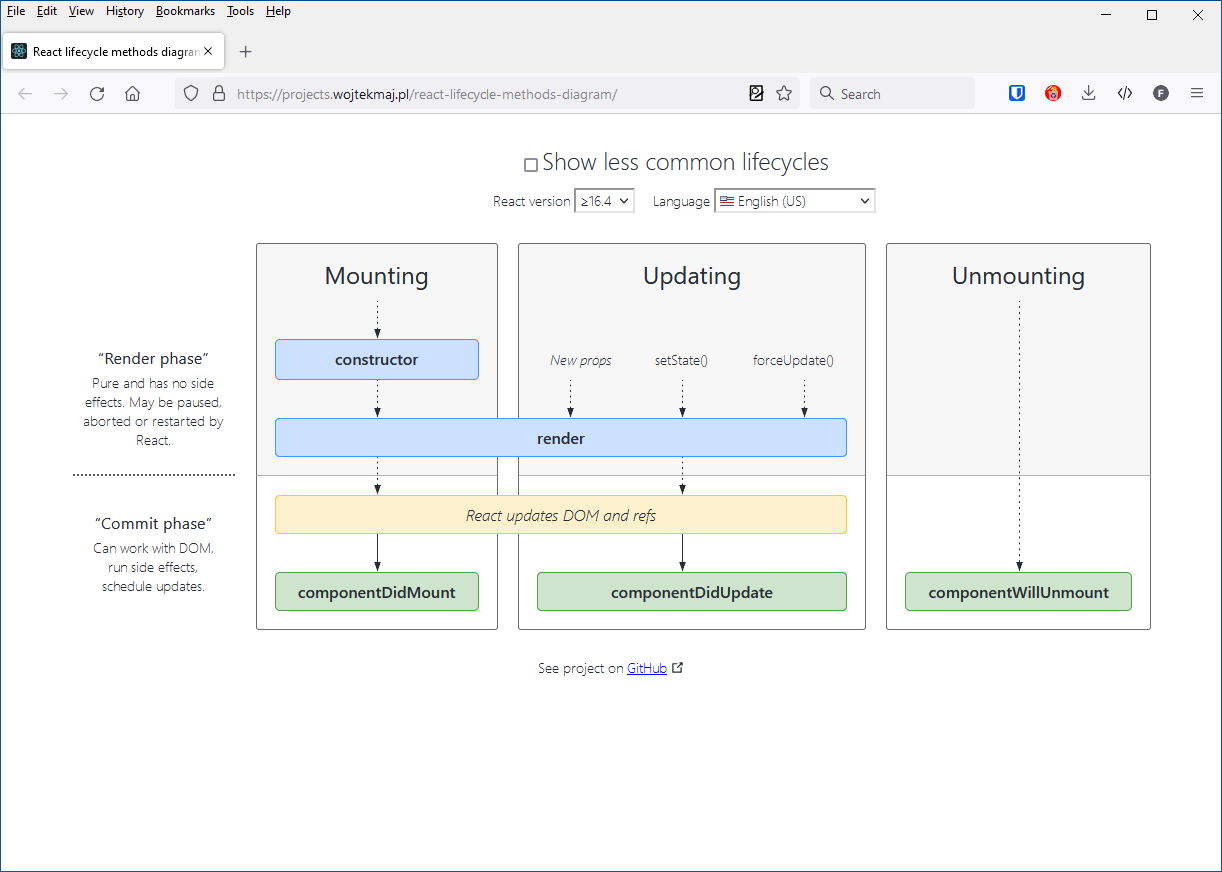 File Edit View History Bookmarks Tools Help
React lifecycle methods diagran
https://projects.wojtekmaj.pl/react-lifecycle-methods-diagram/
Search
F
Show less common lifecycles
React version ≥16.4 Language English (US)
Mounting Updating Unmounting
“Render phase”
Pure and has no side
effects. May be paused,
aborted or restarted by
React.
constructor
New props setState() forceUpdate()
render
“Commit phase”
Can work with DOM,
run side effects,
schedule updates.
React updates DOM and refs
componentDidMount componentDidUpdate componentWillUnmount
See project on GitHub